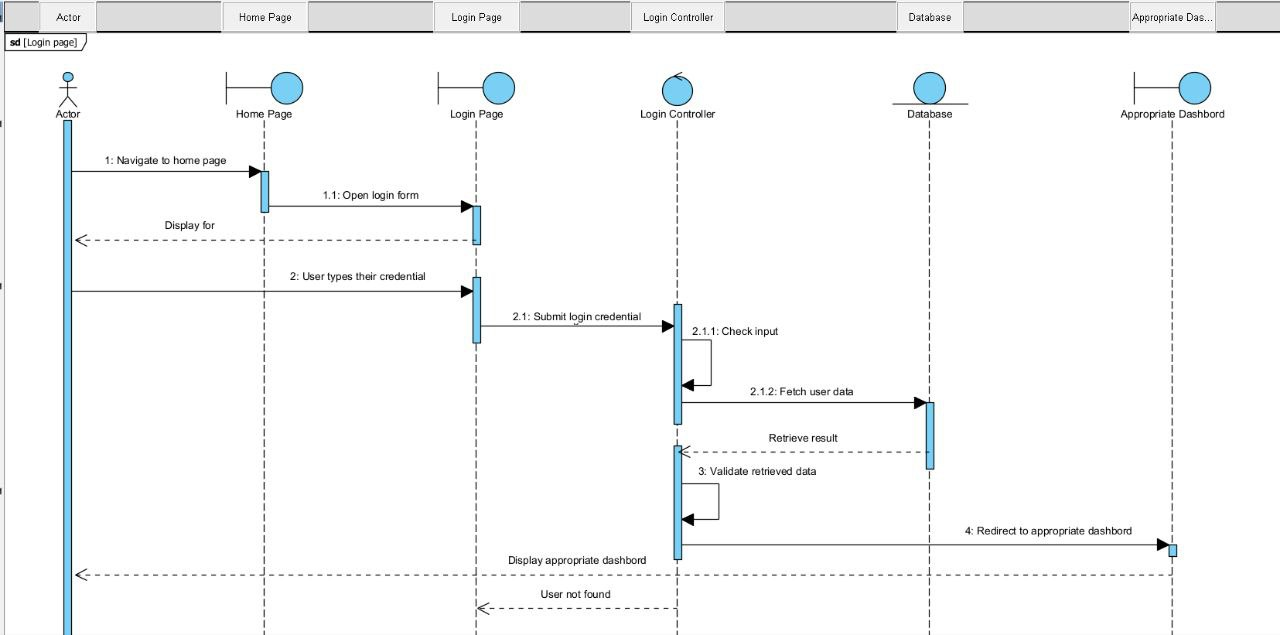 Actor Home Page Login Page Login Controller Database Appropriate Das...
sd [Login page]
Actor Home Page Login Page Login Controller Database Appropriate Dashbord
1: Navigate to home page
1.1: Open login form
Display for
2: User types their credential
2.1: Submit login credential
2.1.1: Check input
2.1.2: Fetch user data
Retrieve result
3: Validate retrieved data
4: Redirect to appropriate dashbord
Display appropriate dashbord
User not found